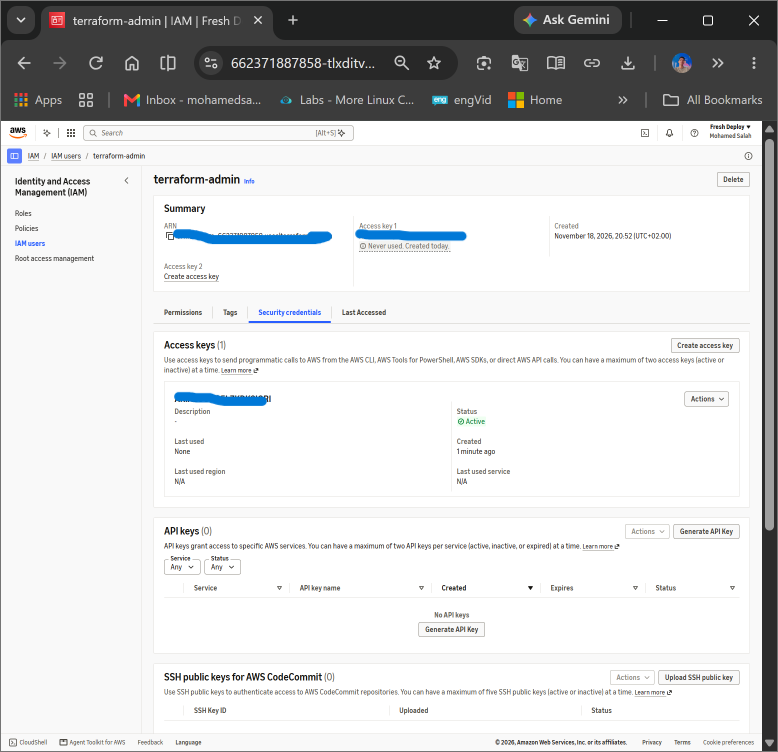 terraform-admin | IAM | Fresh D
Ask Gemini
662371887858-tlxditv...
Apps
Inbox - mohamedsa...
Labs - More Linux C...
engVid
Home
All Bookmarks
aws
Search
[Alt+S]
Fresh Deploy
Mohamed Salah
IAM / IAM users / terraform-admin
Identity and Access Management (IAM)
Roles
Policies
IAM users
Root access management
terraform-admin Info
Delete
Summary
ARN
Access key 1
Never used. Created today.
Created
November 18, 2026, 20:52 (UTC+02:00)
Access key 2
Create access key
Permissions
Tags
Security credentials
Last Accessed
Access keys (1)
Create access key
Use access keys to send programmatic calls to AWS from the AWS CLI, AWS Tools for PowerShell, AWS SDKs, or direct AWS API calls. You can have a maximum of two access keys (active or
inactive) at a time. Learn more
Actions
Description
-
Status
Active
Last used
None
Created
1 minute ago
Last used region
N/A
Last used service
N/A
API keys (0)
Actions
Generate API Key
API keys grant access to specific AWS services. You can have a maximum of two API keys per service (active, inactive, or expired) at a time. Learn more
Service
Any
Status
Any
Service
API key name
Created
Expires
Status
No API keys
Generate API Key
SSH public keys for AWS CodeCommit (0)
Actions
Upload SSH public key
Use SSH public keys to authenticate access to AWS CodeCommit repositories. You can have a maximum of five SSH public keys (active or inactive) at a time. Learn more
SSH Key ID
Uploaded
Status
CloudShell
Agent Toolkit for AWS
Feedback
Language
© 2026, Amazon Web Services, Inc. or its affiliates.
Privacy
Terms
Cookie preferences